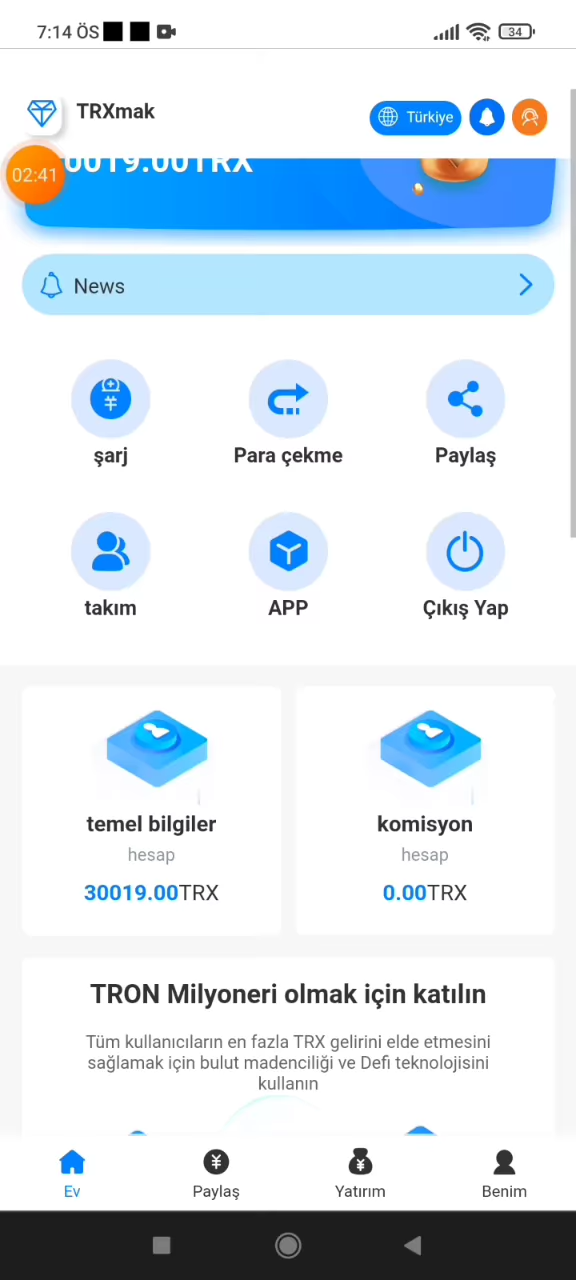 7:14 ÖS
34
TRXmak
Türkiye
02:41
0019.00TRX
News
şarj
Para çekme
Paylaş
takım
APP
Çıkış Yap
temel bilgiler
komisyon
hesap
hesap
30019.00TRX
0.00TRX
TRON Milyoneri olmak için katılın
Tüm kullanıcıların en fazla TRX gelirini elde etmesini
sağlamak için bulut madenciliği ve Defi teknolojisini
kullanın
Ev
Paylaş
Yatırım
Benim